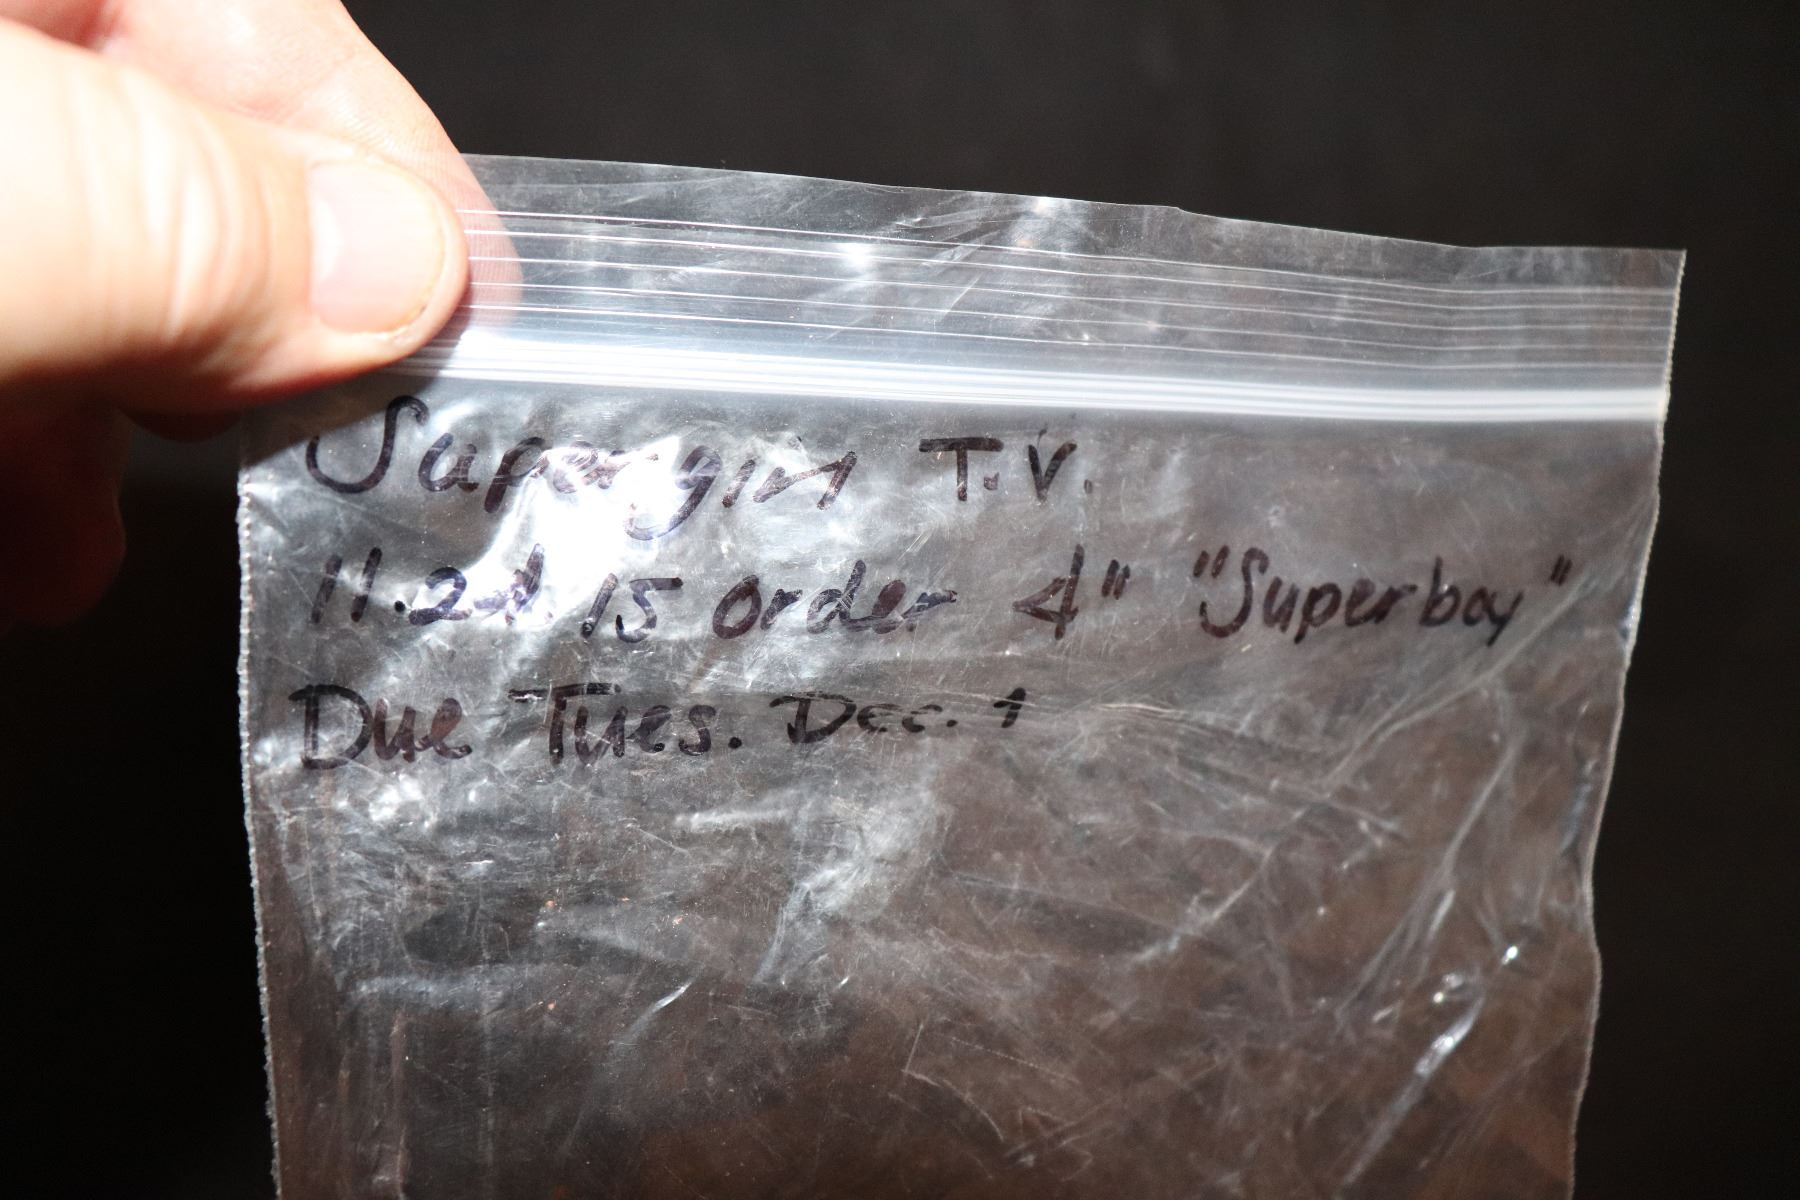 Supergirl T.V.
11.24.15 order 4" "Superboy"
Due Tues. Dec. 1